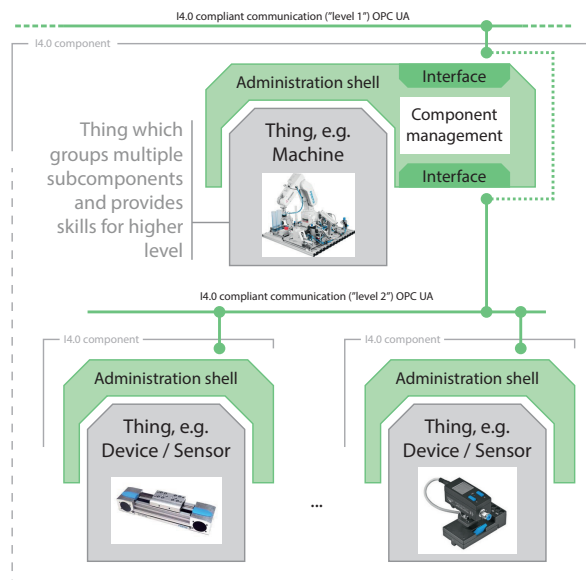 I4.0 compliant communication ("level 1") OPC UA
I4.0 component
Interface
Administration shell
Component
management
Thing, e.g.
Machine
Thing which
groups multiple
subcomponents
and provides
skills for higher
level
Interface
I4.0 compliant communication ("level 2") OPC UA
I4.0 component
I4.0 component
Administration shell
Administration shell
Thing, e.g.
Device / Sensor
Thing, e.g.
Device / Sensor
...